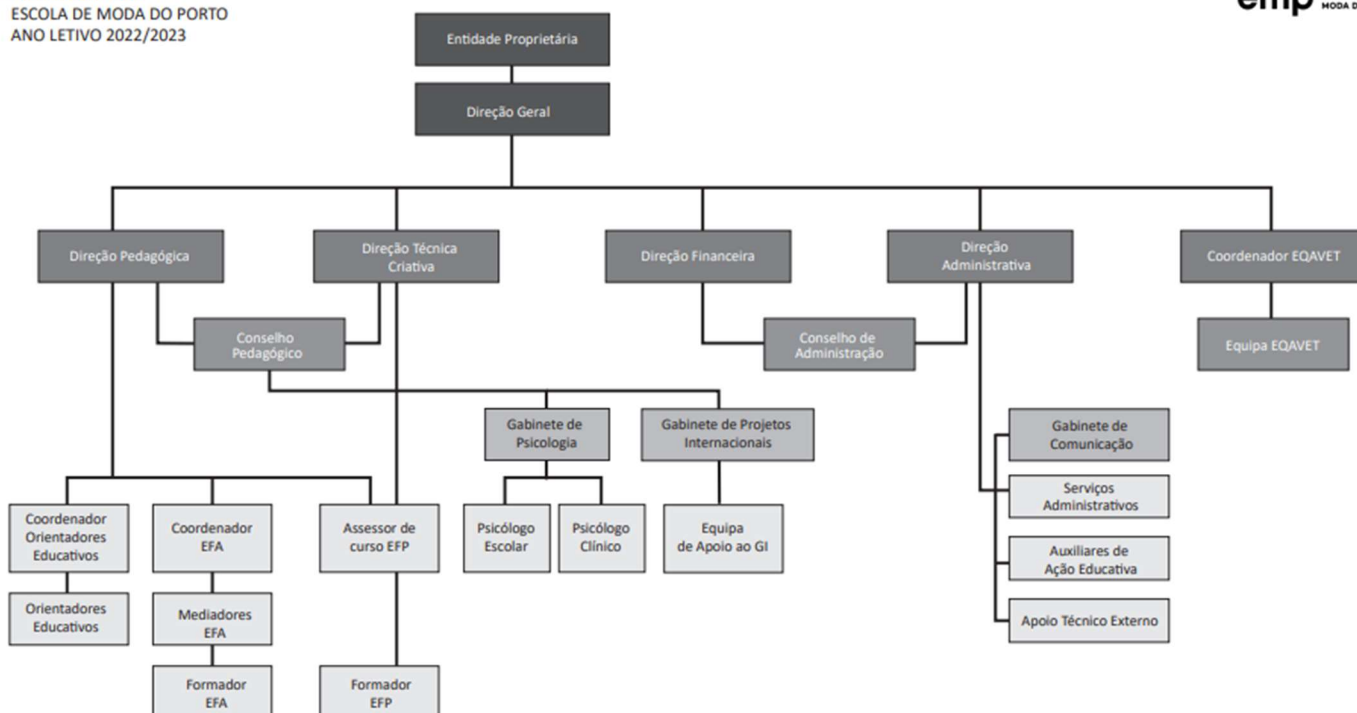 ESCOLA DE MODA DO PORTO
ANO LETIVO 2022/2023
emp
MODA D
Entidade Proprietária
Direção Geral
Direção Pedagógica
Direção Técnica
Criativa
Direção Financeira
Direção
Administrativa
Coordenador EQAVET
Conselho
Pedagógico
Conselho de
Administração
Equipa EQAVET
Gabinete de
Psicologia
Gabinete de Projetos
Internacionais
Gabinete de
Comunicação
Serviços
Administrativos
Coordenador
Orientadores
Educativos
Coordenador
EFA
Assessor de
curso EFP
Psicólogo
Escolar
Psicólogo
Clínico
Equipa
de Apoio ao GI
Auxiliares de
Ação Educativa
Orientadores
Educativos
Mediadores
EFA
Apoio Técnico Externo
Formador
EFA
Formador
EFP